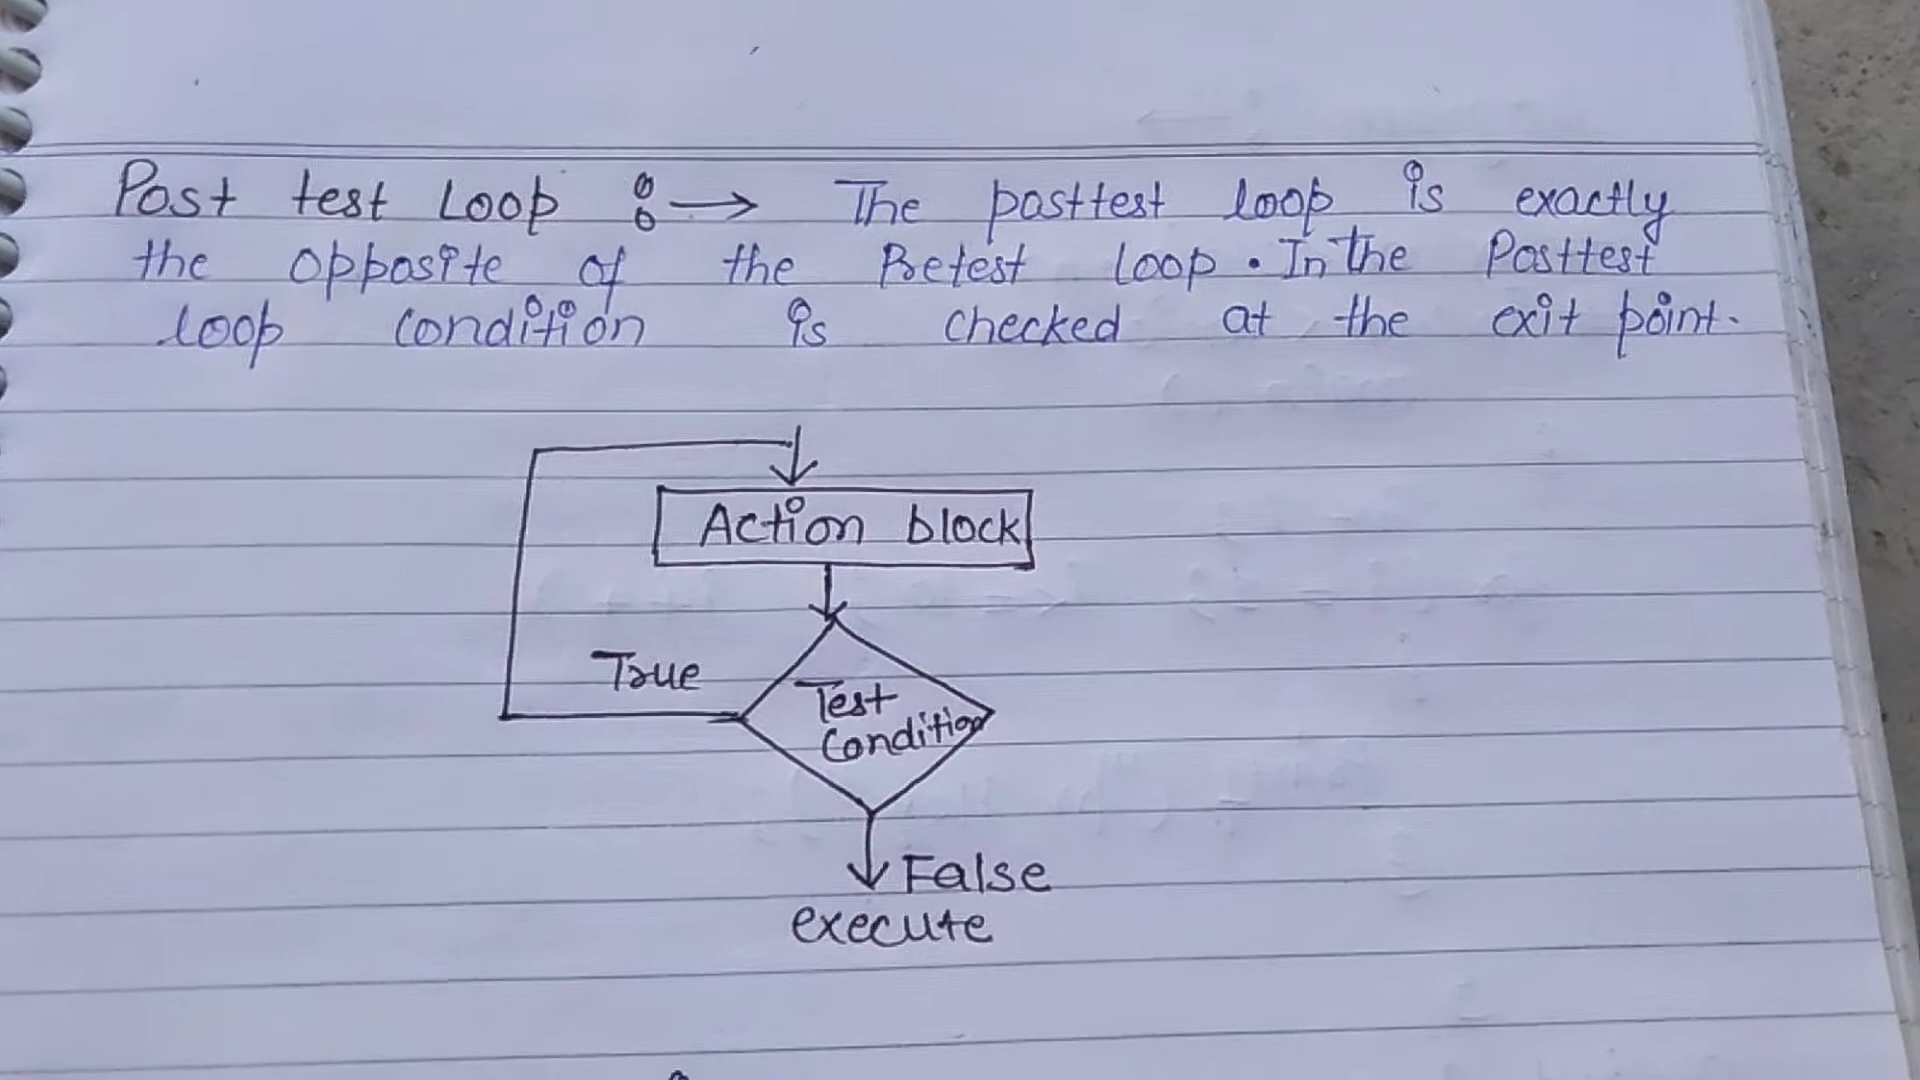 Post test Loop :→ The posttest loop is exactly
the opposite of the Pretest loop. In the Posttest
loop condition is checked at the exit point.
Action block
True
Test
Condition
False
execute